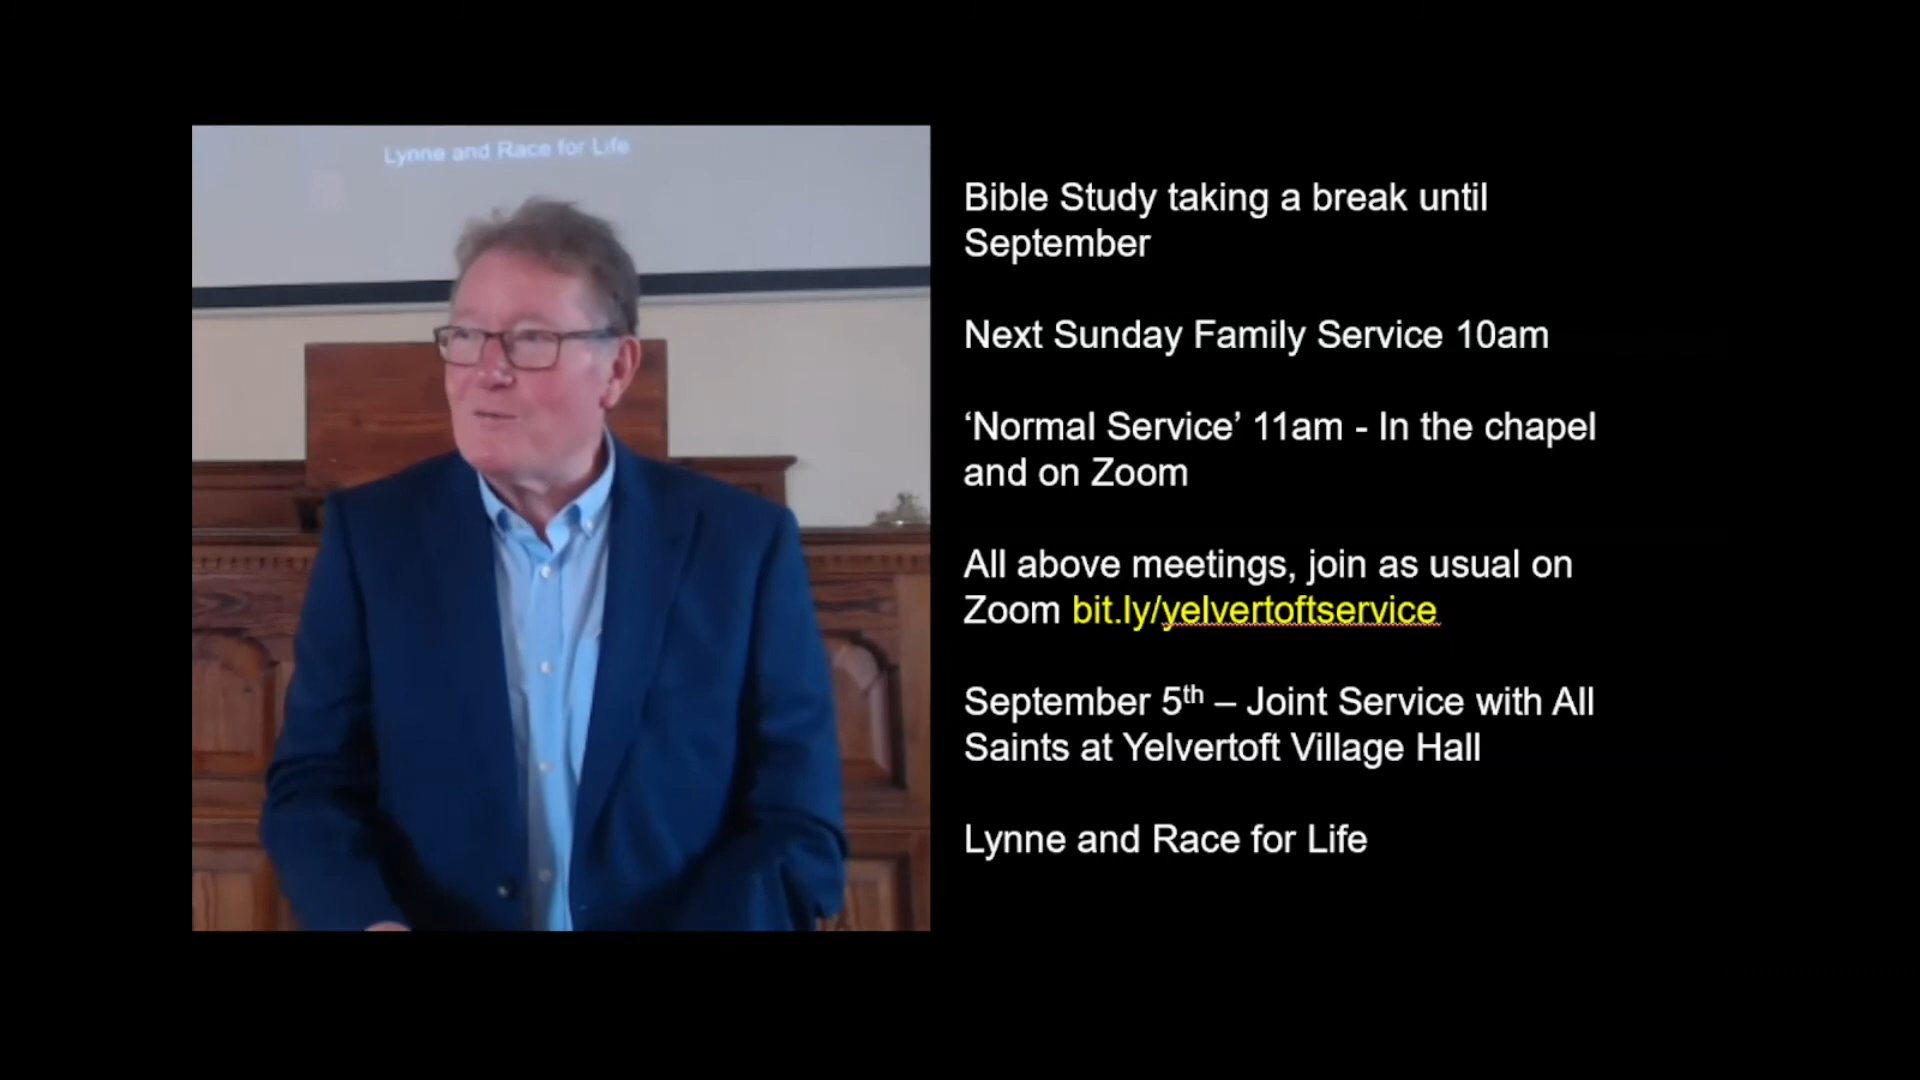 Lynne and Race for Life
Bible Study taking a break until
September
Next Sunday Family Service 10am
‘Normal Service’ 11am - In the chapel
and on Zoom
All above meetings, join as usual on
Zoom bit.ly/yelvertoftservice
September 5th – Joint Service with All
Saints at Yelvertoft Village Hall
Lynne and Race for Life